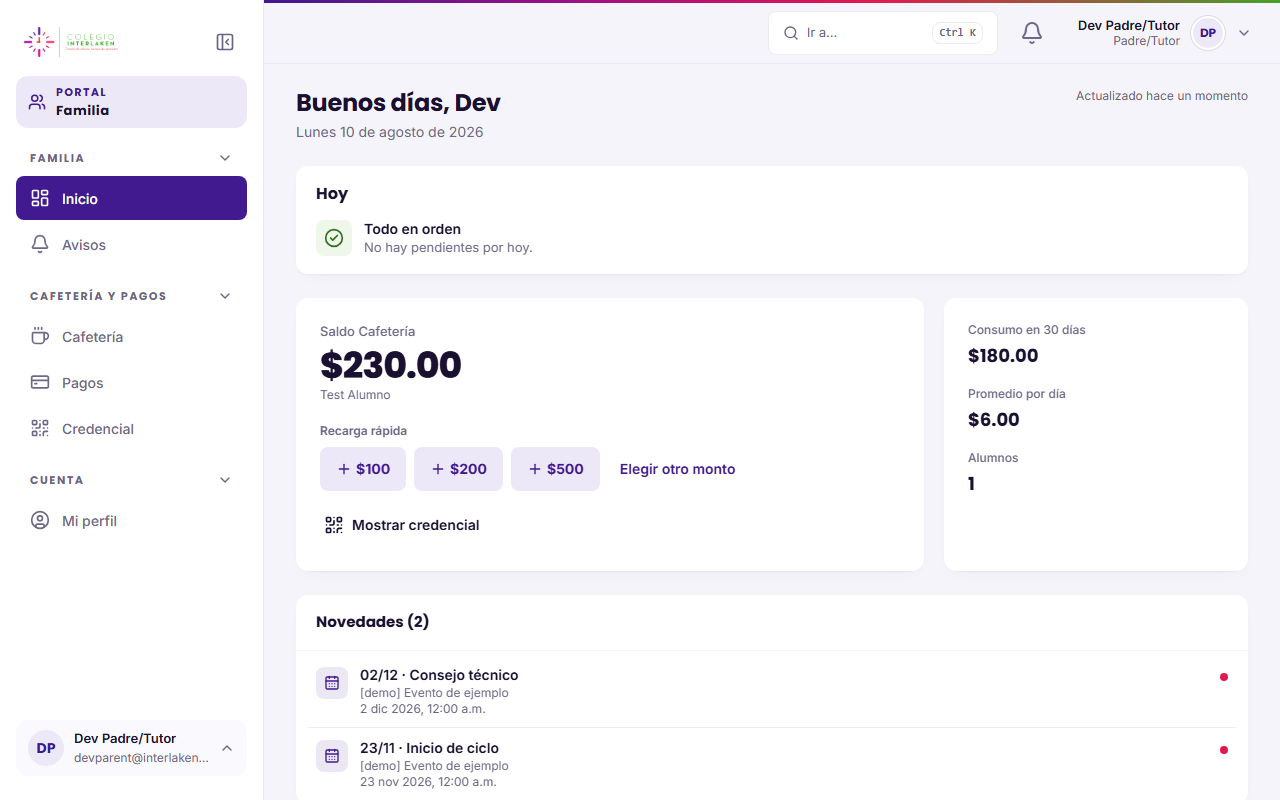 COLEGIO
INTERLAKEN
PORTAL
Familia
FAMILIA
Inicio
Avisos
CAFETERÍA Y PAGOS
Cafetería
Pagos
Credencial
CUENTA
Mi perfil
DP
Dev Padre/Tutor
devparent@interlaken...
Ir a...
Ctrl K
Dev Padre/Tutor
Padre/Tutor
DP
Buenos días, Dev
Lunes 10 de agosto de 2026
Actualizado hace un momento
Hoy
Todo en orden
No hay pendientes por hoy.
Saldo Cafetería
$230.00
Test Alumno
Recarga rápida
+ $100
+ $200
+ $500
Elegir otro monto
Mostrar credencial
Consumo en 30 días
$180.00
Promedio por día
$6.00
Alumnos
1
Novedades (2)
02/12 · Consejo técnico
[demo] Evento de ejemplo
2 dic 2026, 12:00 a.m.
23/11 · Inicio de ciclo
[demo] Evento de ejemplo
23 nov 2026, 12:00 a.m.